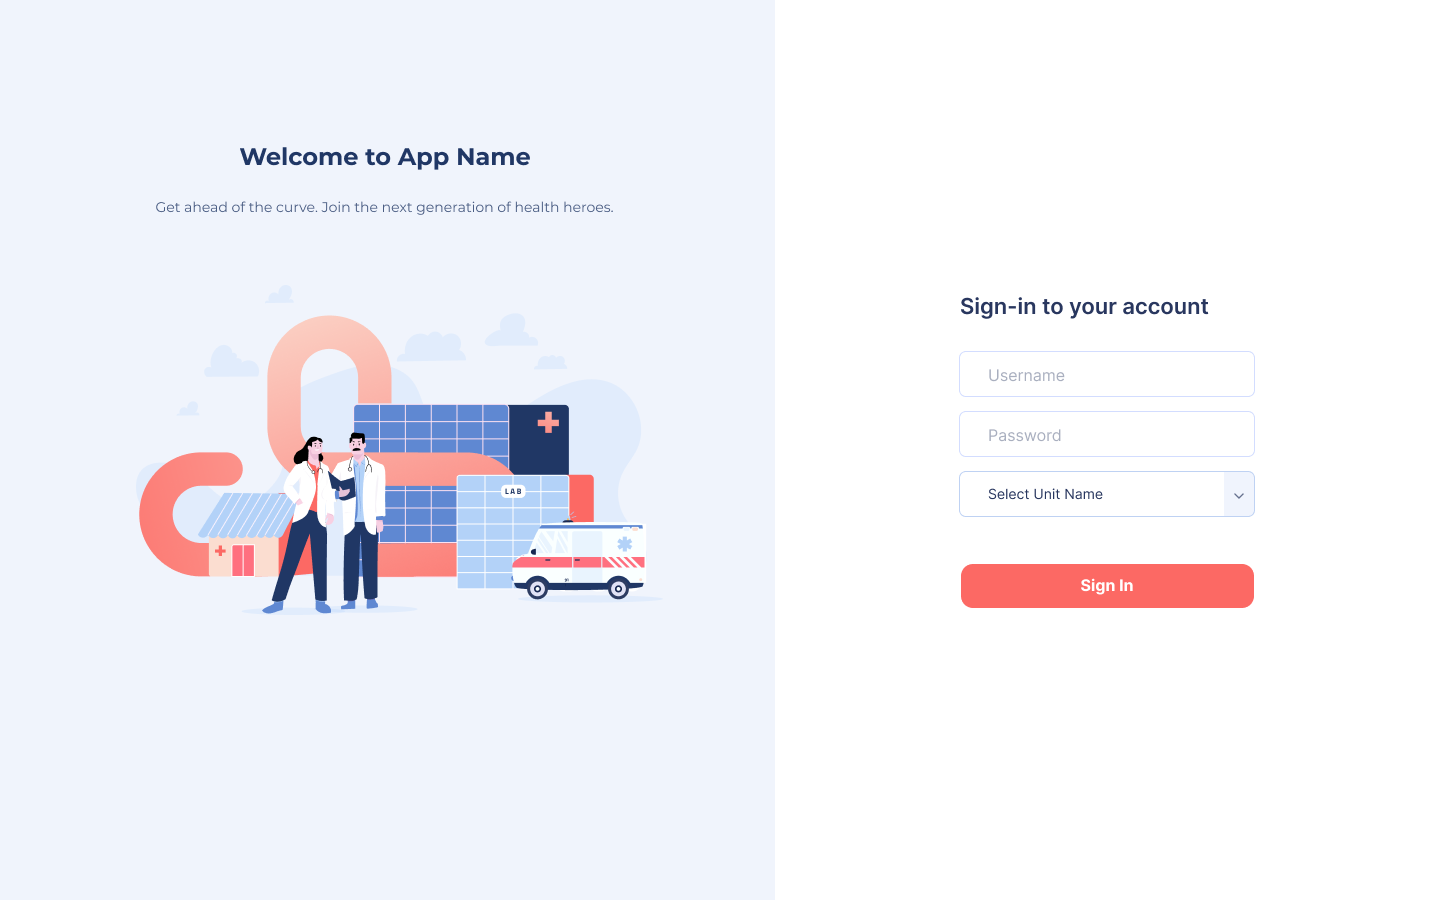 Welcome to App Name
Get ahead of the curve. Join the next generation of health heroes.
LAB
Sign-in to your account
Username
Password
Select Unit Name
Sign In